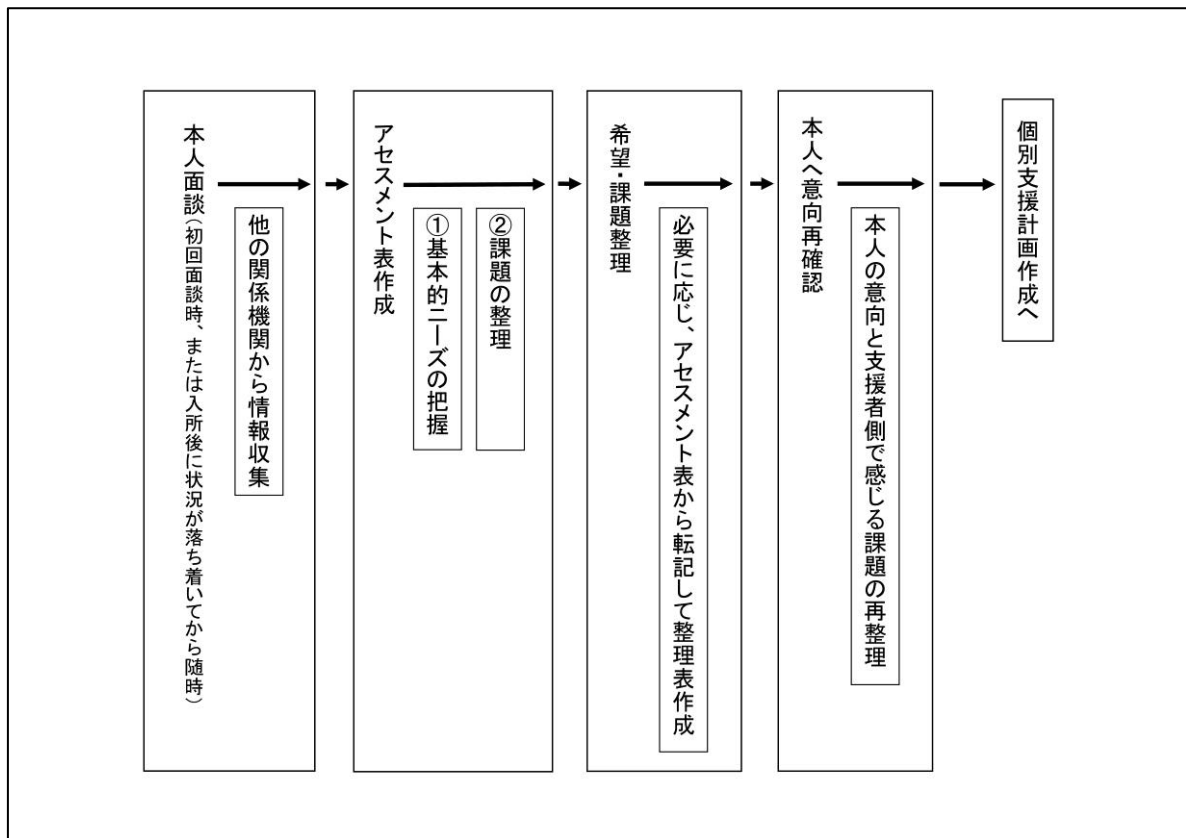 本人面談(初回面談時、または入所後に状況が落ち着いてから随時)
他の関係機関から情報収集
アセスメント表作成
①基本的ニーズの把握
②課題の整理
希望・課題整理
必要に応じ、アセスメント表から転記して整理表作成
本人へ意向再確認
本人の意向と支援者側で感じる課題の再整理
個別支援計画作成へ